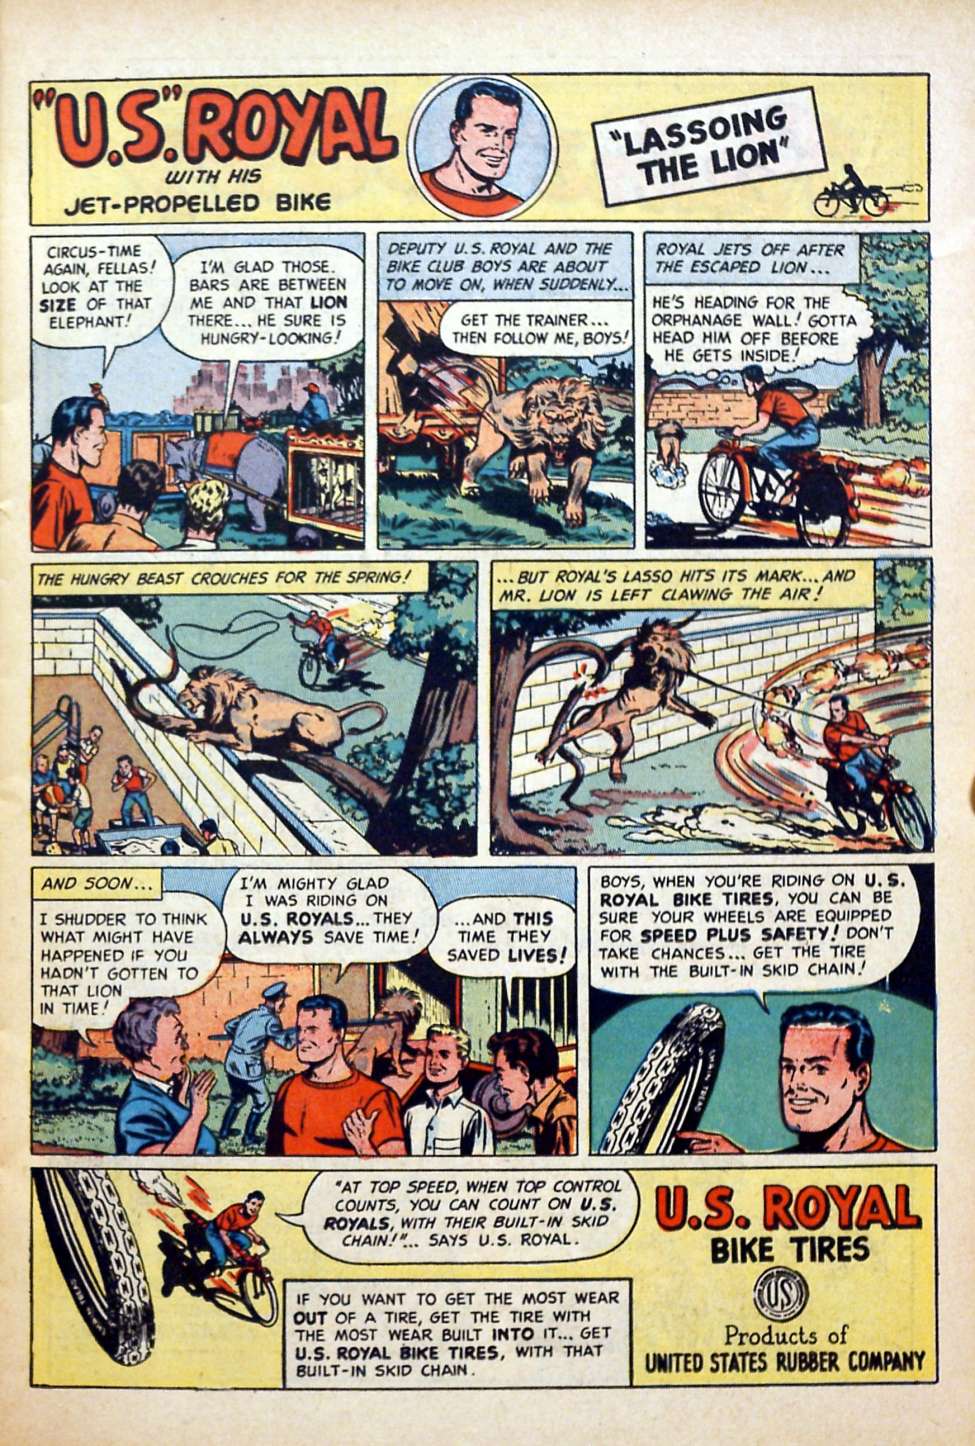 "U.S." ROYAL
WITH HIS
JET-PROPELLED BIKE
"LASSOING
THE LION"
CIRCUS-TIME
AGAIN, FELLAS!
LOOK AT THE
SIZE OF THAT
ELEPHANT!
I'M GLAD THOSE.
BARS ARE BETWEEN
ME AND THAT LION
THERE... HE SURE IS
HUNGRY-LOOKING!
DEPUTY U.S. ROYAL AND THE
BIKE CLUB BOYS ARE ABOUT
TO MOVE ON, WHEN SUDDENLY...
GET THE TRAINER...
THEN FOLLOW ME, BOYS!
ROYAL JETS OFF AFTER
THE ESCAPED LION...
HE'S HEADING FOR THE
ORPHANAGE WALL! GOTTA
HEAD HIM OFF BEFORE
HE GETS INSIDE!
THE HUNGRY BEAST CROUCHES FOR THE SPRING!
...BUT ROYAL'S LASSO HITS ITS MARK...AND
MR. LION IS LEFT CLAWING THE AIR!
AND SOON...
I SHUDDER TO THINK
WHAT MIGHT HAVE
HAPPENED IF YOU
HADN'T GOTTEN TO
THAT LION
IN TIME!
I'M MIGHTY GLAD
I WAS RIDING ON
U.S. ROYALS...THEY
ALWAYS SAVE TIME!
...AND THIS
TIME THEY
SAVED LIVES!
BOYS, WHEN YOU'RE RIDING ON U.S.
ROYAL BIKE TIRES, YOU CAN BE
SURE YOUR WHEELS ARE EQUIPPED
FOR SPEED PLUS SAFETY! DON'T
TAKE CHANCES... GET THE TIRE
WITH THE BUILT-IN SKID CHAIN!
"AT TOP SPEED, WHEN TOP CONTROL
COUNTS, YOU CAN COUNT ON U.S.
ROYALS, WITH THEIR BUILT-IN SKID
CHAIN!"... SAYS U.S. ROYAL.
IF YOU WANT TO GET THE MOST WEAR
OUT OF A TIRE, GET THE TIRE WITH
THE MOST WEAR BUILT INTO IT... GET
U.S. ROYAL BIKE TIRES, WITH THAT
BUILT-IN SKID CHAIN.
U.S. ROYAL
BIKE TIRES
US
Products of
UNITED STATES RUBBER COMPANY